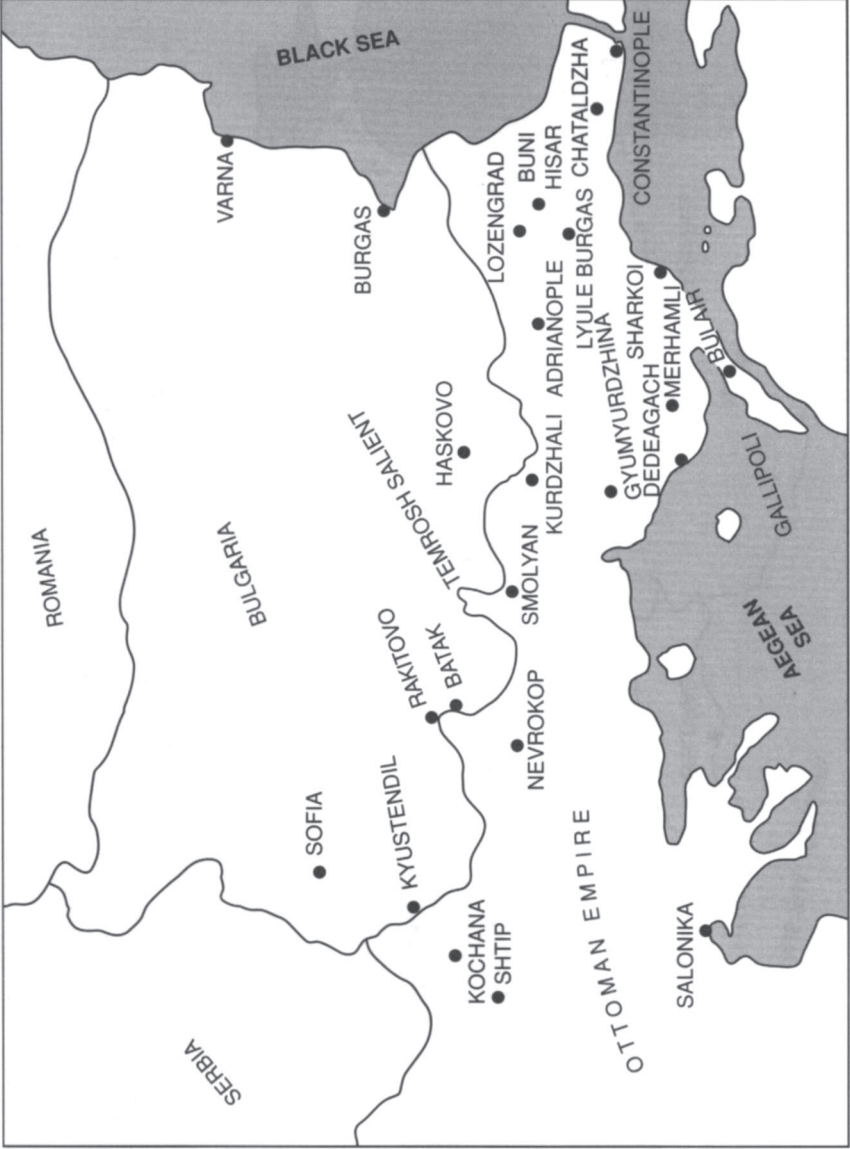 ROMANIA
BLACK SEA
VARNA
BULGARIA
BURGAS
SERBIA
SOFIA
TEMROSH SALIENT
HASKOVO
RAKITOVO
BATAK
KYUSTENDIL
LOZENGRAD
BUNI
HISAR
KOCHANA
SHTIP
SMOLYAN
NEVROKOP
KURDZHALI
ADRIANOPLE
LYULE BURGAS
CHATALDZHA
CONSTANTINOPLE
OTTOMAN EMPIRE
GYUMYURDZHINA
SHARKOI
DEDEAGACH
MERHAMLI
BULAIR
SALONIKA
GALLIPOLI
AEGEAN
SEA